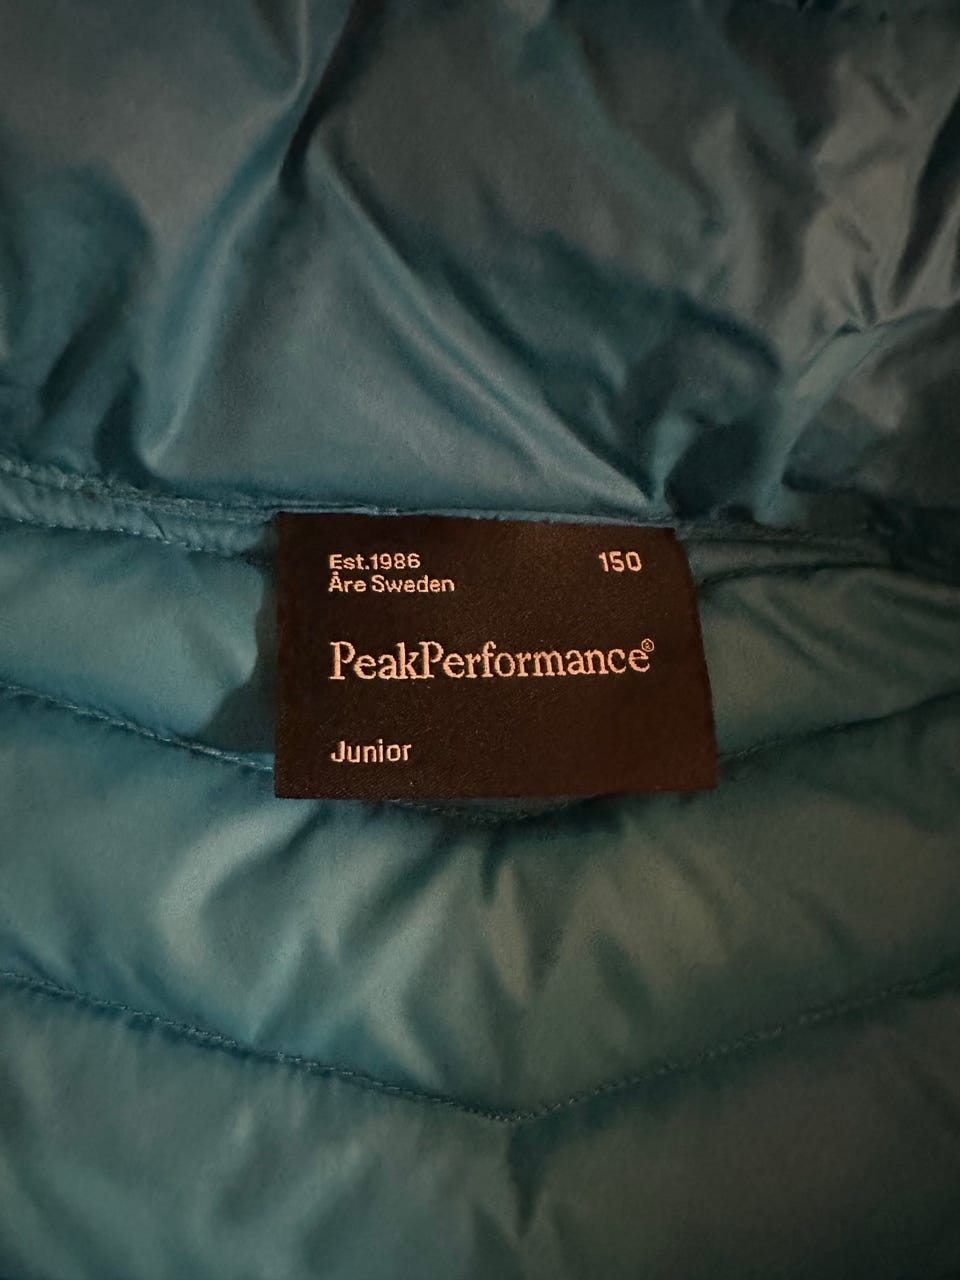 Est.1986
Åre Sweden
150
PeakPerformance®
Junior